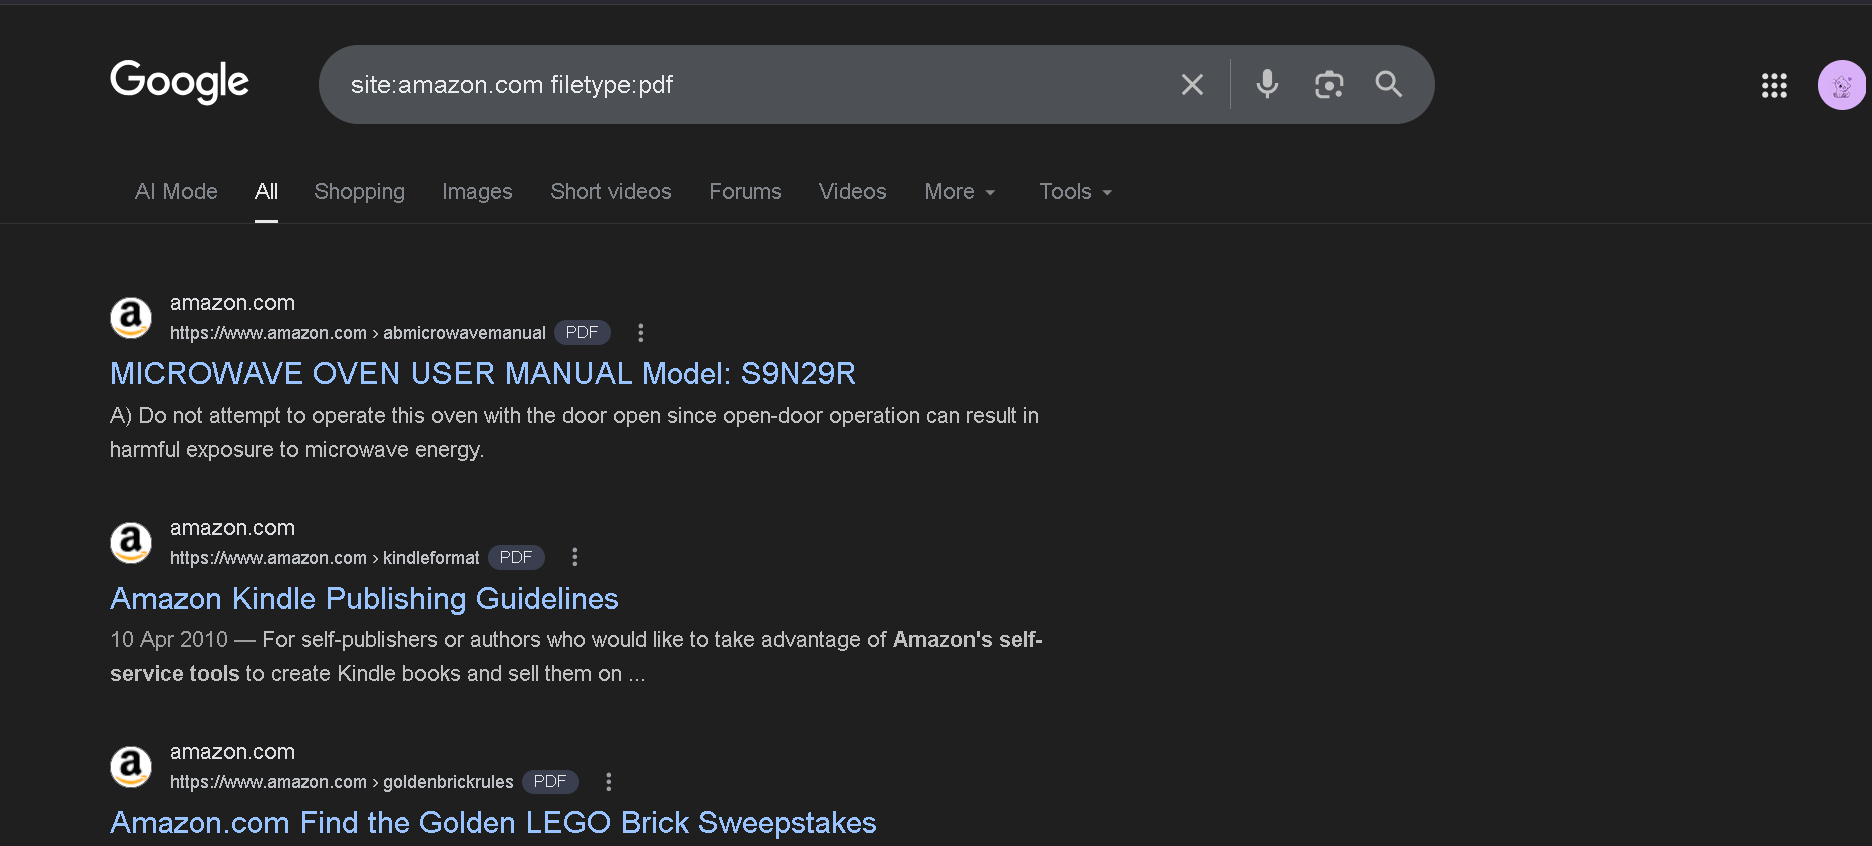 Google
site:amazon.com filetype:pdf
AI Mode All Shopping Images Short videos Forums Videos More Tools
amazon.com
https://www.amazon.com › abmicrowavemanual PDF
MICROWAVE OVEN USER MANUAL Model: S9N29R
A) Do not attempt to operate this oven with the door open since open-door operation can result in
harmful exposure to microwave energy.
amazon.com
https://www.amazon.com › kindleformat PDF
Amazon Kindle Publishing Guidelines
10 Apr 2010 — For self-publishers or authors who would like to take advantage of Amazon's self-
service tools to create Kindle books and sell them on ...
amazon.com
https://www.amazon.com › goldenbrickrules PDF
Amazon.com Find the Golden LEGO Brick Sweepstakes